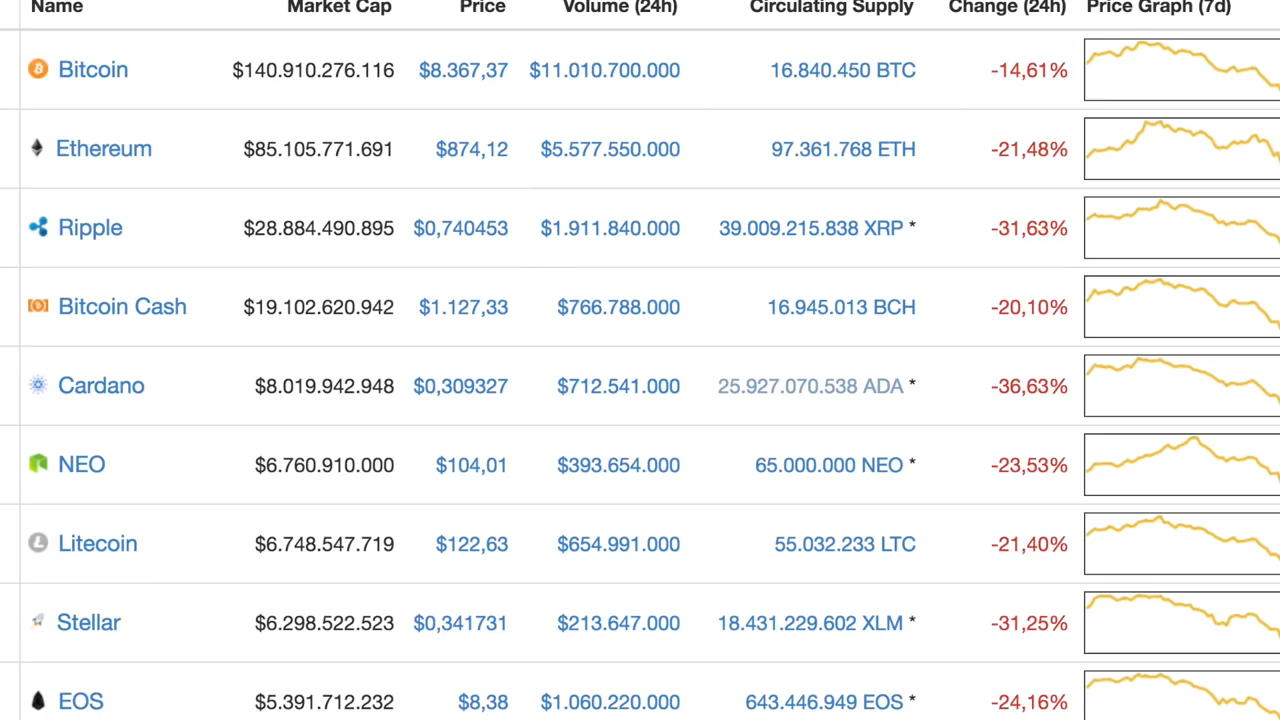 Name Market Cap Price Volume (24h) Circulating Supply Change (24h) Price Graph (7d)
Bitcoin $140.910.276.116 $8.367,37 $11.010.700.000 16.840.450 BTC -14,61%
Ethereum $85.105.771.691 $874,12 $5.577.550.000 97.361.768 ETH -21,48%
Ripple $28.884.490.895 $0,740453 $1.911.840.000 39.009.215.838 XRP * -31,63%
Bitcoin Cash $19.102.620.942 $1.127,33 $766.788.000 16.945.013 BCH -20,10%
Cardano $8.019.942.948 $0,309327 $712.541.000 25.927.070.538 ADA * -36,63%
NEO $6.760.910.000 $104,01 $393.654.000 65.000.000 NEO * -23,53%
Litecoin $6.748.547.719 $122,63 $654.991.000 55.032.233 LTC -21,40%
Stellar $6.298.522.523 $0,341731 $213.647.000 18.431.229.602 XLM * -31,25%
EOS $5.391.712.232 $8,38 $1.060.220.000 643.446.949 EOS * -24,16%